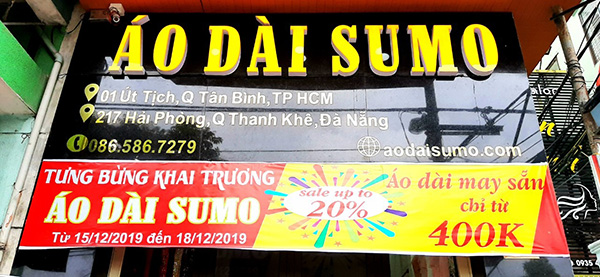 ÁO DÀI SUMO
01 Út Tịch,Q Tân Bình,TP HCM
217 Hải Phòng,Q Thanh Khê,Đà Nẵng
086.586.7279
aodaisumo.com
TƯNG BỪNG KHAI TRƯƠNG
ÁO DÀI SUMO
Từ 15/12/2019 đến 18/12/2019
sale up to
20%
Áo dài may sẵn
chỉ từ
400K
0935